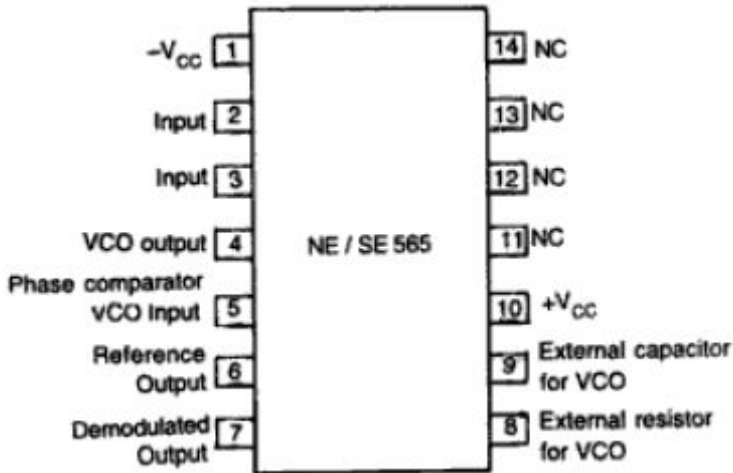 -V_CC 1
Input 2
Input 3
VCO output 4
Phase comparator
VCO Input 5
Reference
Output 6
Demodulated
Output 7
NE / SE 565
14 NC
13 NC
12 NC
11 NC
10 +V_CC
9 External capacitor
for VCO
8 External resistor
for VCO